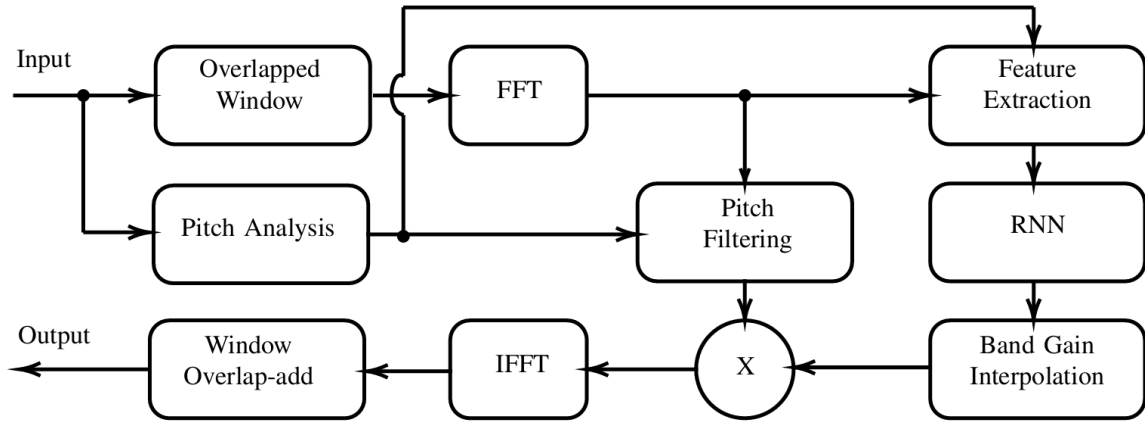 Input
Overlapped
Window
FFT
Feature
Extraction
Pitch Analysis
Pitch
Filtering
RNN
Output
Window
Overlap-add
IFFT
X
Band Gain
Interpolation